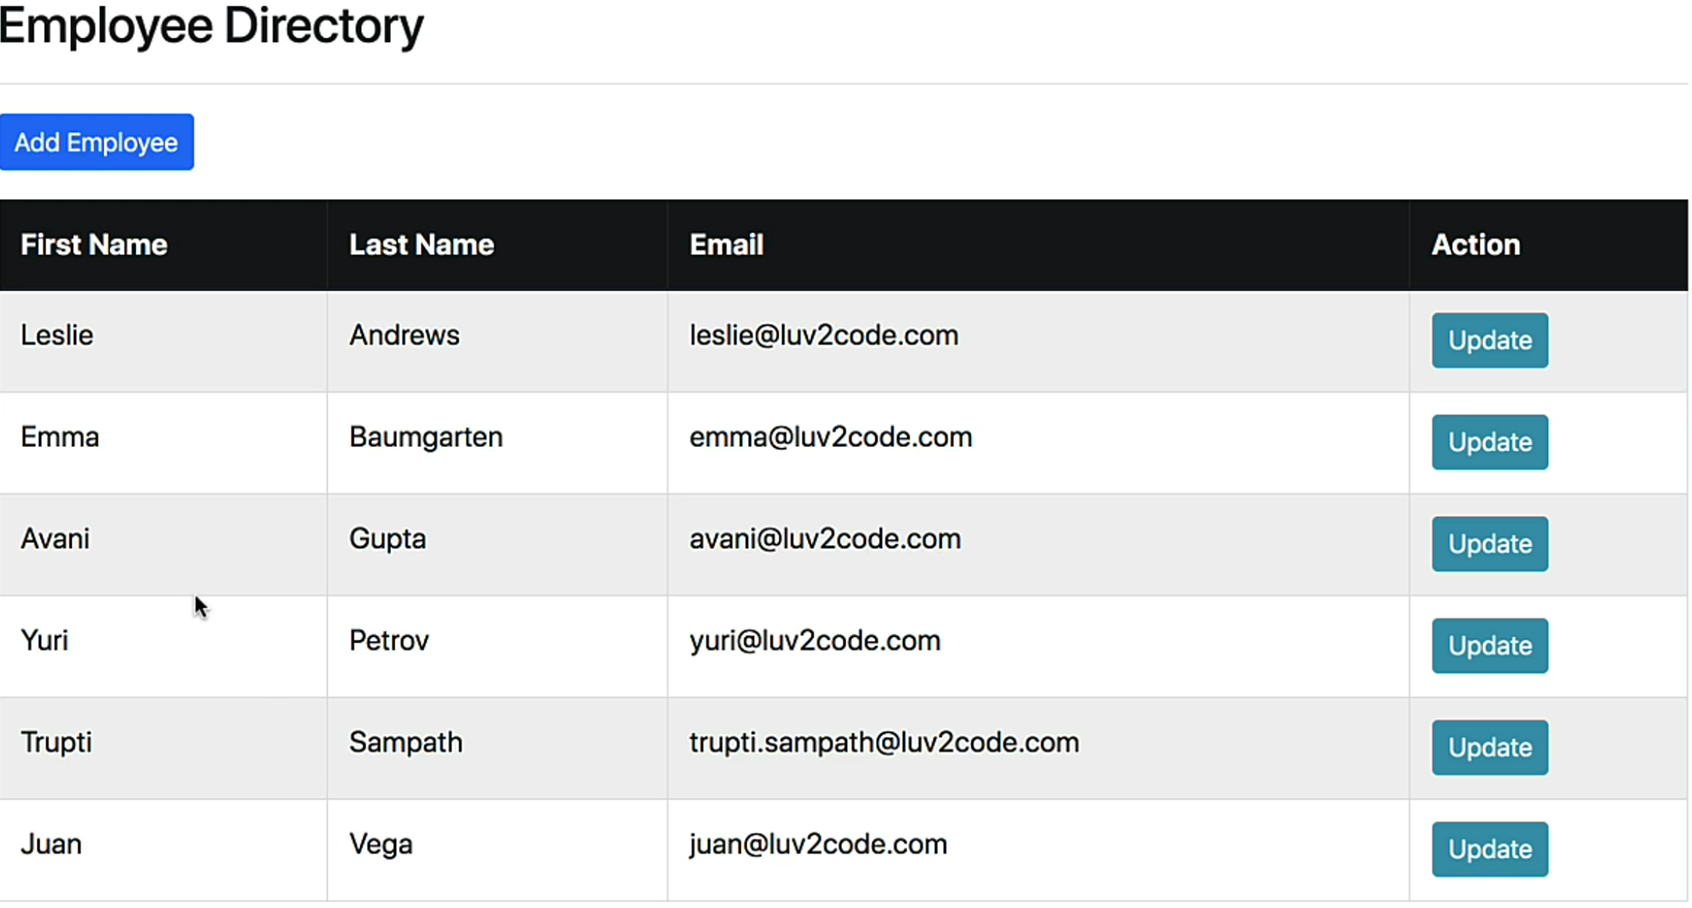 Employee Directory
Add Employee
First Name Last Name Email Action
Leslie Andrews leslie@luv2code.com Update
Emma Baumgarten emma@luv2code.com Update
Avani Gupta avani@luv2code.com Update
Yuri Petrov yuri@luv2code.com Update
Trupti Sampath trupti.sampath@luv2code.com Update
Juan Vega juan@luv2code.com Update